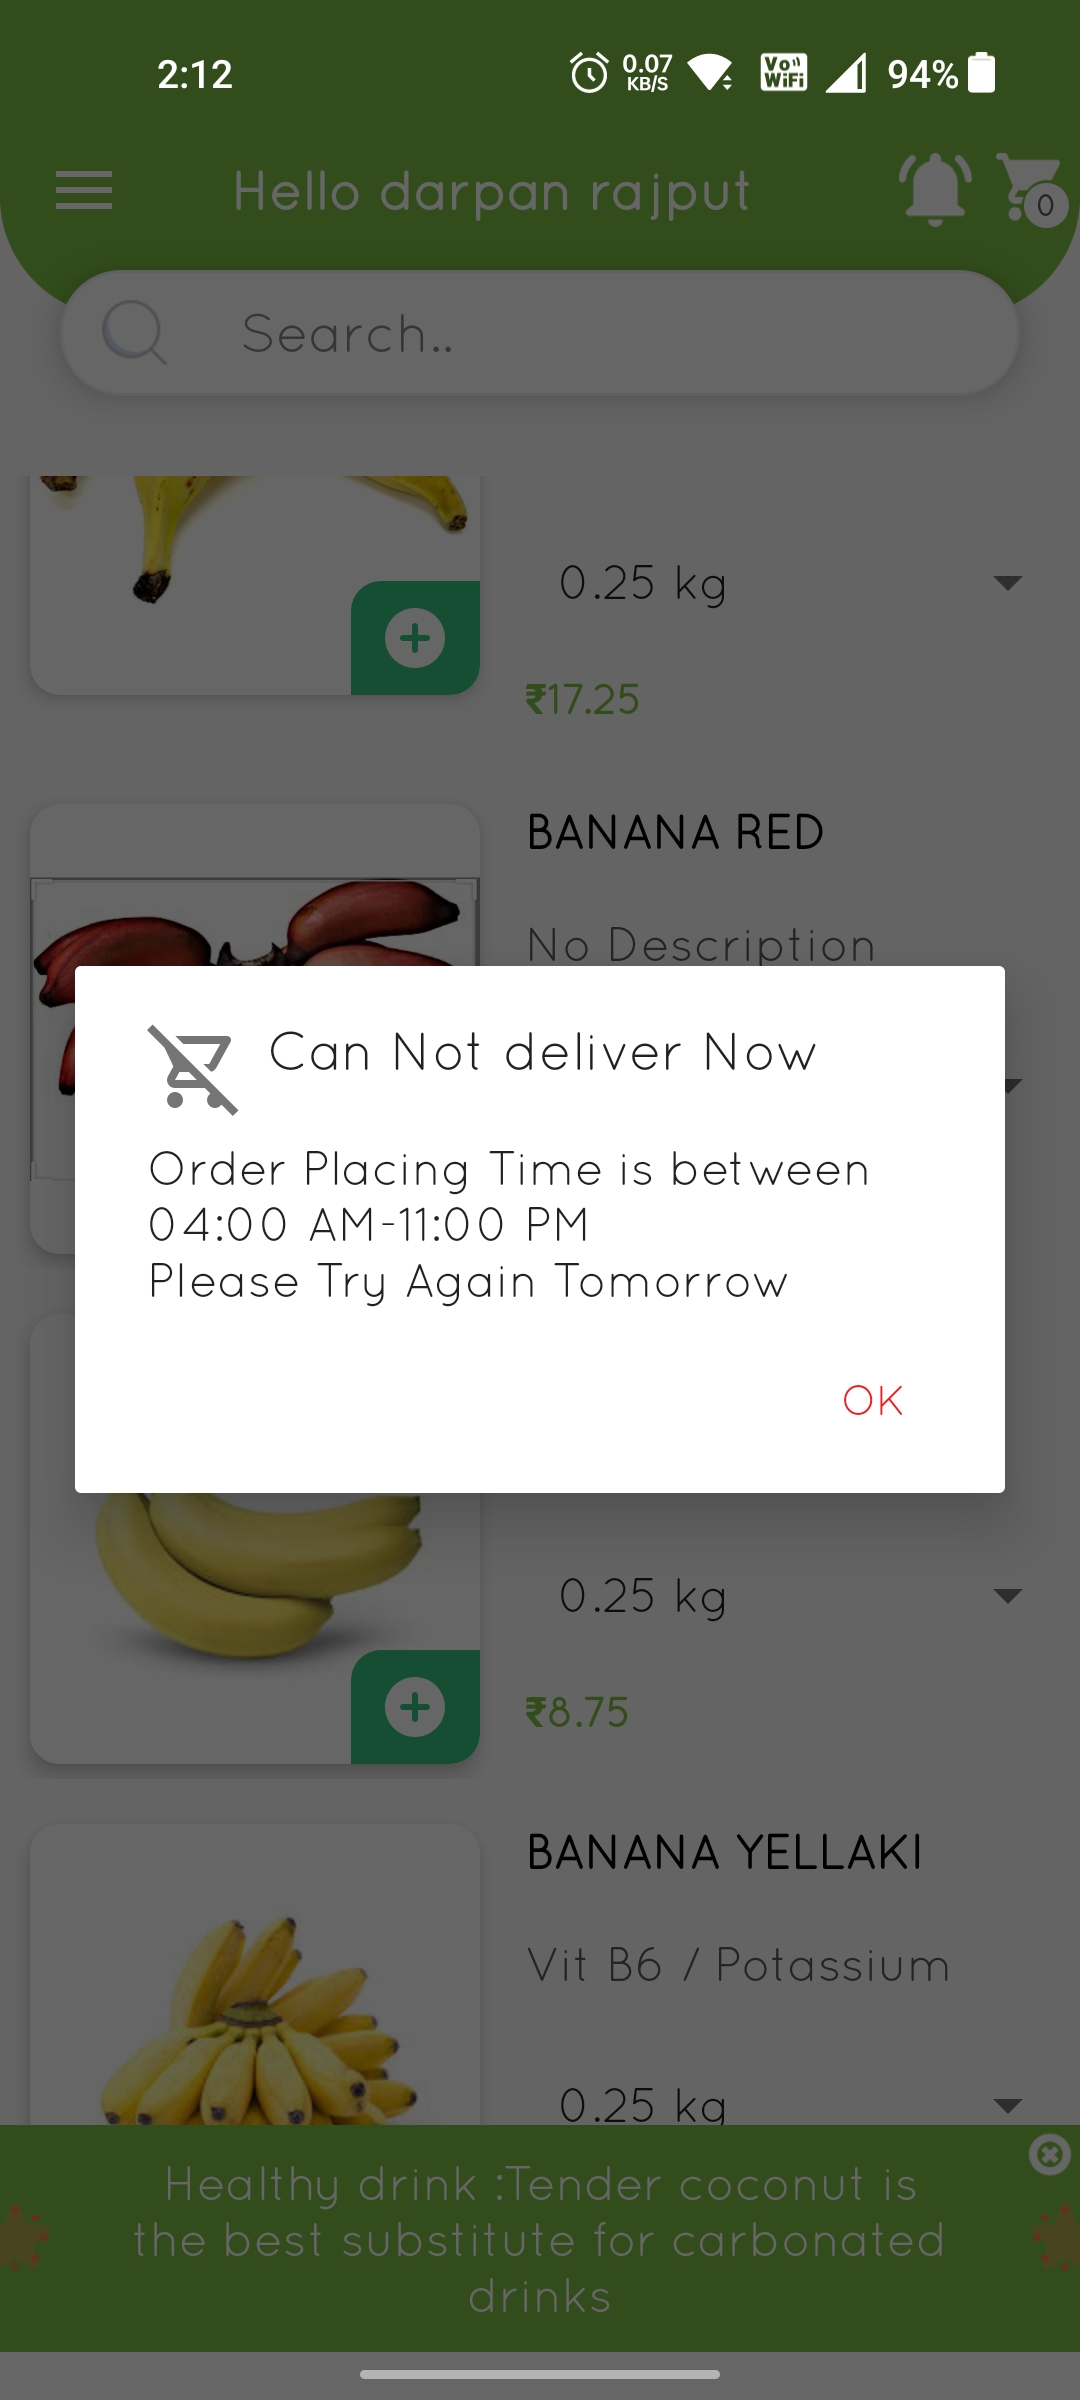 2:12
0.07
KB/S
Vo
WiFi
94%
Hello darpan rajput
0
Search..
0.25 kg
₹17.25
BANANA RED
No Description
Can Not deliver Now
Order Placing Time is between
04:00 AM-11:00 PM
Please Try Again Tomorrow
OK
0.25 kg
₹8.75
BANANA YELLAKI
Vit B6 / Potassium
0.25 kg
Healthy drink :Tender coconut is
the best substitute for carbonated
drinks